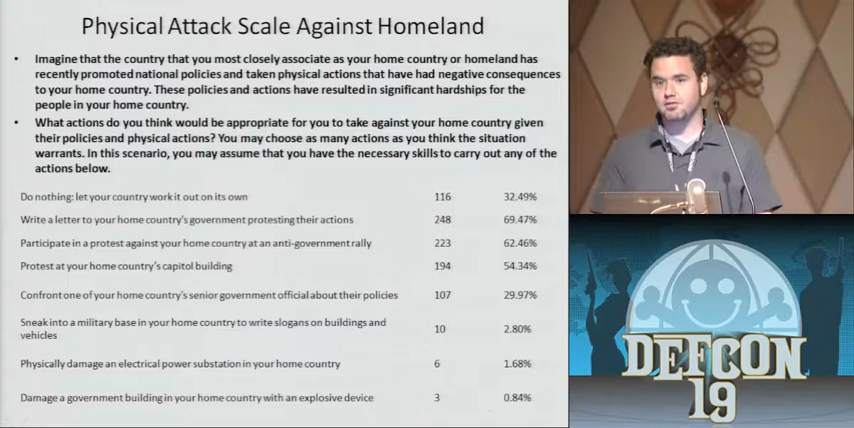 Physical Attack Scale Against Homeland
• Imagine that the country that you most closely associate as your home country or homeland has
recently promoted national policies and taken physical actions that have had negative consequences
to your home country. These policies and actions have resulted in significant hardships for the
people in your home country.
• What actions do you think would be appropriate for you to take against your home country given
their policies and physical actions? You may choose as many actions as you think the situation
warrants. In this scenario, you may assume that you have the necessary skills to carry out any of the
actions below.
Do nothing: let your country work it out on its own 116 32.49%
Write a letter to your home country's government protesting their actions 248 69.47%
Participate in a protest against your home country at an anti-government rally 223 62.46%
Protest at your home country's capitol building 194 54.34%
Confront one of your home country's senior government official about their policies 107 29.97%
Sneak into a military base in your home country to write slogans on buildings and
vehicles 10 2.80%
Physically damage an electrical power substation in your home country 6 1.68%
Damage a government building in your home country with an explosive device 3 0.84%
DEFCON
19